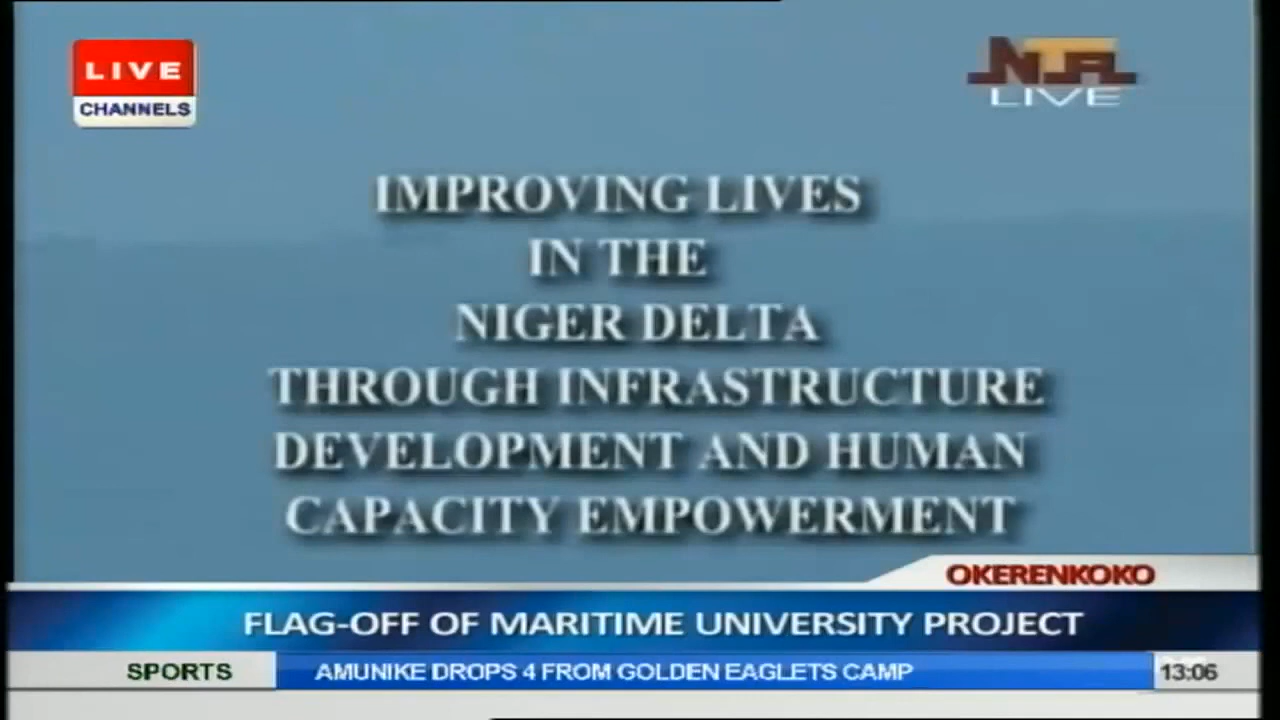 LIVE
CHANNELS
NTA
LIVE
IMPROVING LIVES
IN THE
NIGER DELTA
THROUGH INFRASTRUCTURE
DEVELOPMENT AND HUMAN
CAPACITY EMPOWERMENT
OKERENKOKO
FLAG-OFF OF MARITIME UNIVERSITY PROJECT
SPORTS
AMUNIKE DROPS 4 FROM GOLDEN EAGLETS CAMP
13:06